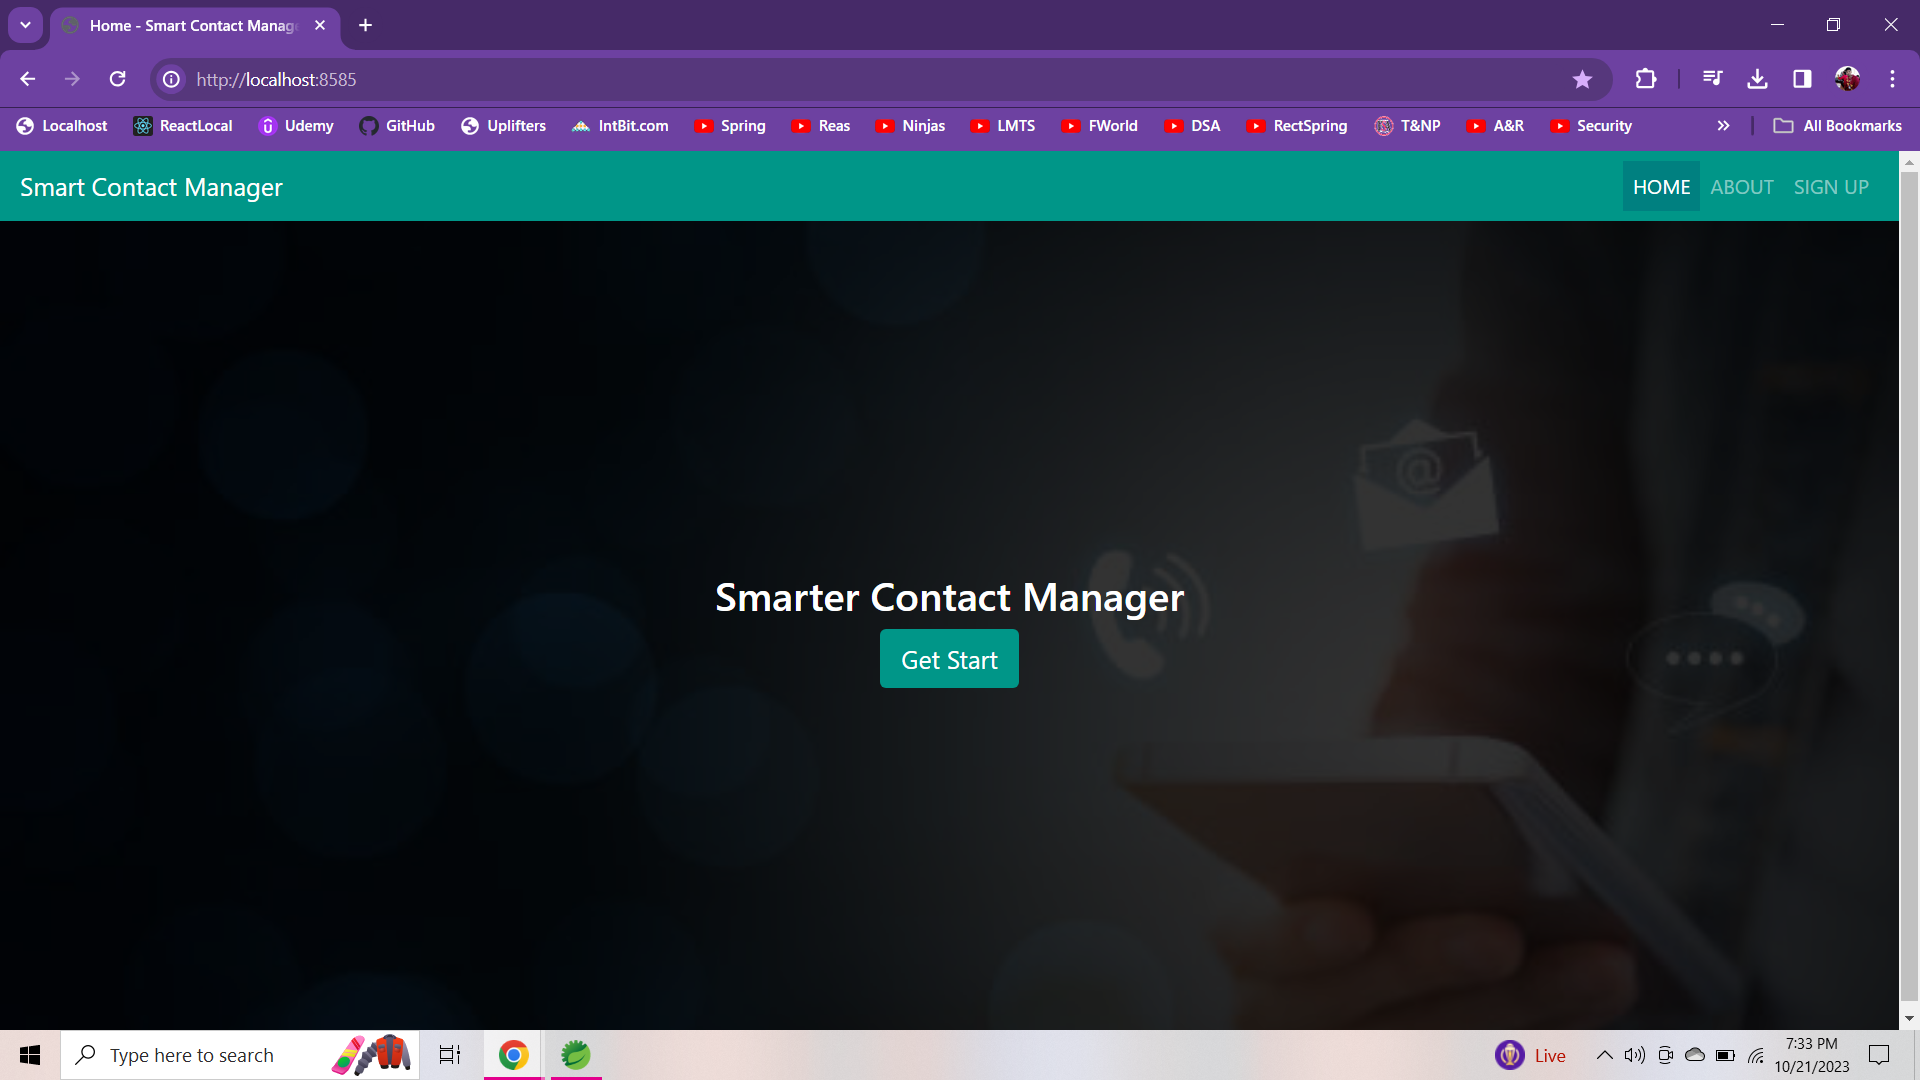 Home - Smart Contact Manag
http://localhost:8585
Localhost ReactLocal Udemy GitHub Uplifters IntBit.com Spring Reas Ninjas LMTS FWorld DSA RectSpring T&NP A&R Security All Bookmarks
Smart Contact Manager HOME ABOUT SIGN UP
Smarter Contact Manager
Get Start
Type here to search
Live
7:33 PM
10/21/2023